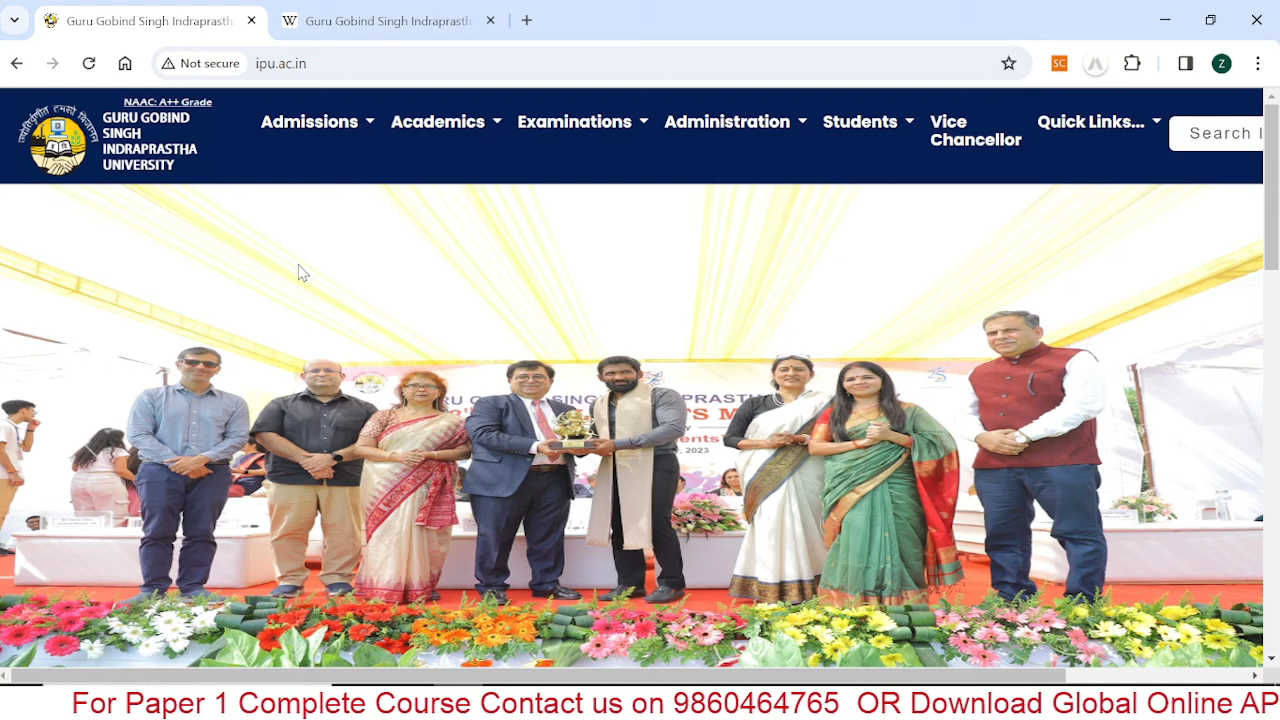 Guru Gobind Singh Indraprasth
Guru Gobind Singh Indraprasth
Not secure
ipu.ac.in
SC
Z
NAAC: A++ Grade
GURU GOBIND
SINGH
INDRAPRASTHA
UNIVERSITY
Admissions
Academics
Examinations
Administration
Students
Vice
Chancellor
Quick Links...
Search
For Paper 1 Complete Course Contact us on 9860464765 OR Download Global Online AP